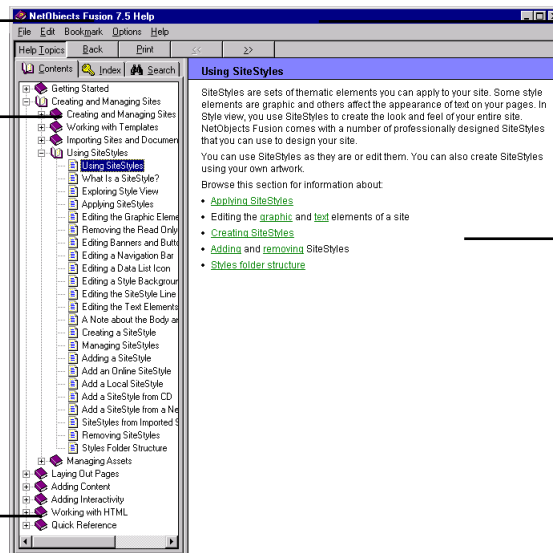 NetObjects Fusion 7.5 Help
File Edit Bookmark Options Help
Help Topics Back Print << >>
Contents Index Search
Getting Started
Creating and Managing Sites
Creating and Managing Sites
Working with Templates
Importing Sites and Documen
Using SiteStyles
Using SiteStyles
What Is a SiteStyle?
Exploring Style View
Applying SiteStyles
Editing the Graphic Eleme
Removing the Read Only
Editing Banners and Butto
Editing a Navigation Bar
Editing a Data List Icon
Editing a Style Backgrour
Editing the SiteStyle Line
Editing the Text Elements
A Note about the Body ar
Creating a SiteStyle
Managing SiteStyles
Adding a SiteStyle
Add an Online SiteStyle
Add a Local SiteStyle
Add a SiteStyle from CD
Add a SiteStyle from a Ne
SiteStyles from Imported S
Removing SiteStyles
Styles Folder Structure
Managing Assets
Laying Out Pages
Adding Content
Adding Interactivity
Working with HTML
Quick Reference
Using SiteStyles
SiteStyles are sets of thematic elements you can apply to your site. Some style
elements are graphic and others affect the appearance of text on your pages. In
Style view, you use SiteStyles to create the look and feel of your entire site.
NetObjects Fusion comes with a number of professionally designed SiteStyles
that you can use to design your site.
You can use SiteStyles as they are or edit them. You can also create SiteStyles
using your own artwork.
Browse this section for information about:
• Applying SiteStyles
• Editing the graphic and text elements of a site
• Creating SiteStyles
• Adding and removing SiteStyles
• Styles folder structure